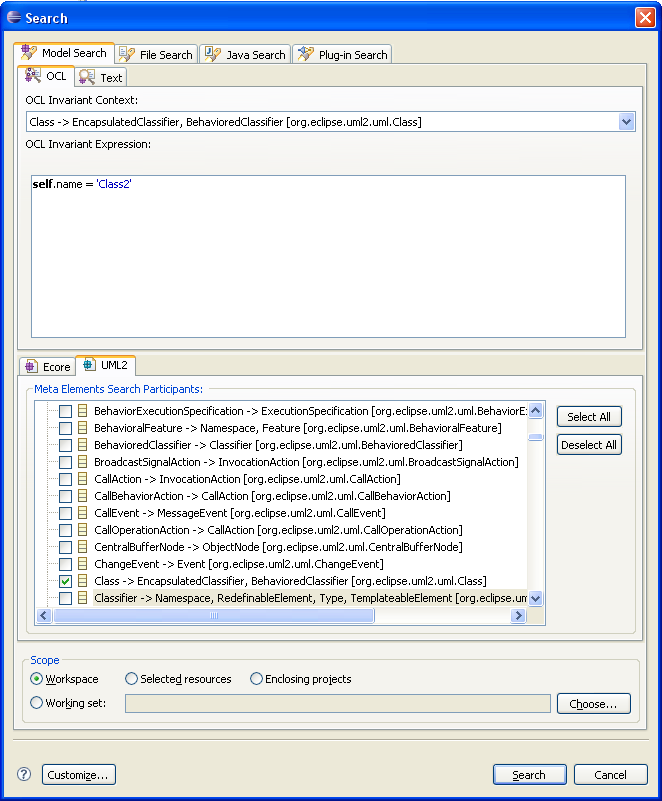 Search
Model Search File Search Java Search Plug-in Search
OCL Text
OCL Invariant Context:
Class -> EncapsulatedClassifier, BehavioredClassifier [org.eclipse.uml2.uml.Class]
OCL Invariant Expression:
self.name = 'Class2'
Ecore UML2
Meta Elements Search Participants:
BehaviorExecutionSpecification -> ExecutionSpecification [org.eclipse.uml2.uml.BehaviorE
BehavioralFeature -> Namespace, Feature [org.eclipse.uml2.uml.BehavioralFeature]
BehavioredClassifier -> Classifier [org.eclipse.uml2.uml.BehavioredClassifier]
BroadcastSignalAction -> InvocationAction [org.eclipse.uml2.uml.BroadcastSignalAction]
CallAction -> InvocationAction [org.eclipse.uml2.uml.CallAction]
CallBehaviorAction -> CallAction [org.eclipse.uml2.uml.CallBehaviorAction]
CallEvent -> MessageEvent [org.eclipse.uml2.uml.CallEvent]
CallOperationAction -> CallAction [org.eclipse.uml2.uml.CallOperationAction]
CentralBufferNode -> ObjectNode [org.eclipse.uml2.uml.CentralBufferNode]
ChangeEvent -> Event [org.eclipse.uml2.uml.ChangeEvent]
Class -> EncapsulatedClassifier, BehavioredClassifier [org.eclipse.uml2.uml.Class]
Classifier -> Namespace, RedefinableElement, Type, TemplateableElement [org.eclipse.um
Select All
Deselect All
Scope
Workspace Selected resources Enclosing projects
Working set: Choose...
? Customize... Search Cancel